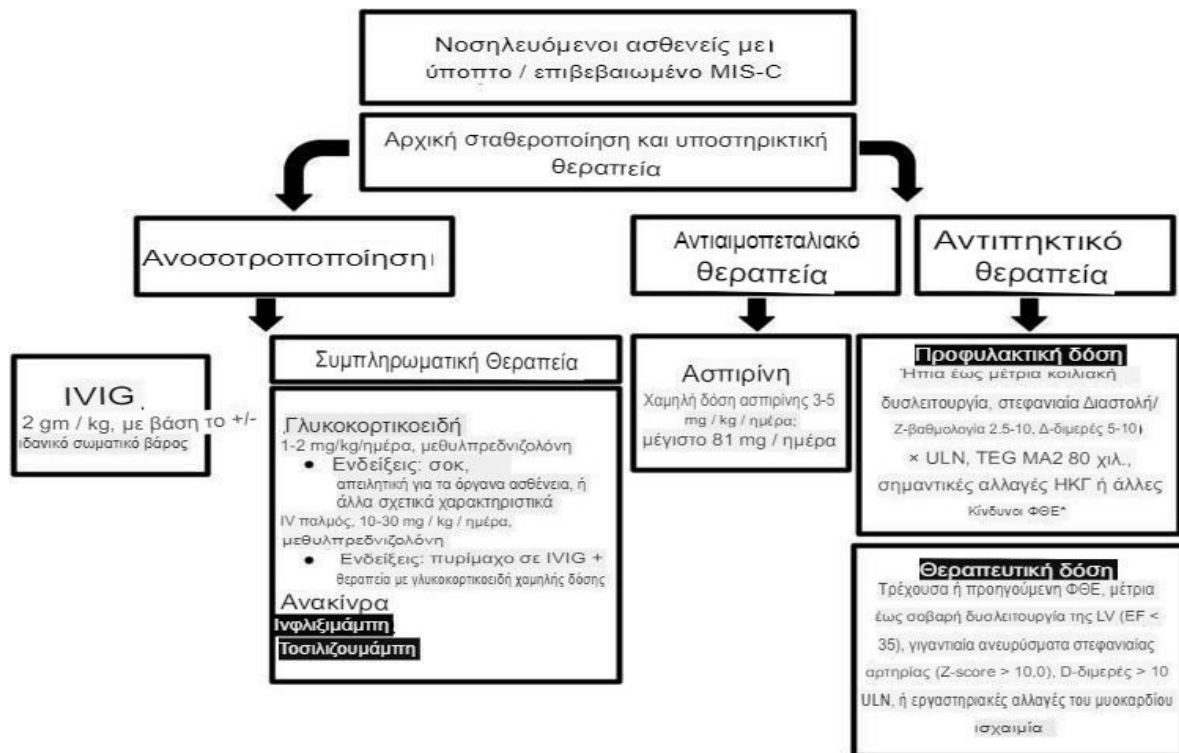 Νοσηλευόμενοι ασθενείς με
ύποπτο / επιβεβαιωμένο MIS-C
Αρχική σταθεροποίηση και υποστηρικτική
θεραπεία
Ανοσοτροποποίηση
Αντιαιμοπεταλιακό
θεραπεία
Αντιπηκτικό
θεραπεία
IVIG
2 gm / kg, με βάση το +/-
ιδανικό σωματικό βάρος
Συμπληρωματική Θεραπεία
Γλυκοκορτικοειδή
1-2 mg/kg/ημέρα, μεθυλπρεδνιζολόνη
• Ενδείξεις: σοκ,
απειλητική για τα όργανα ασθένεια, ή
άλλα σχετικά χαρακτηριστικά
IV παλμός, 10-30 mg / kg / ημέρα,
μεθυλπρεδνιζολόνη
• Ενδείξεις: πυρίμαχο σε IVIG +
θεραπεία με γλυκοκορτικοειδή χαμηλής δόσης
Ανακίνρα
Ινφλιξιμάμπη
Τοσιλιζουμάμπη
Ασπιρίνη
Χαμηλή δόση ασπιρίνης 3-5
mg / kg / ημέρα;
μέγιστο 81 mg / ημέρα
Προφυλακτική δόση
Ήπια έως μέτρια κοιλιακή
δυσλειτουργία, στεφανιαία Διαστολή/
Z-βαθμολογία 2.5-10, Δ-διμερές 5-10
× ULN, TEG MA2 80 χιλ.,
σημαντικές αλλαγές ΗΚΓ ή άλλες
Κίνδυνοι ΦΘΕ*
Θεραπευτική δόση
Τρέχουσα ή προηγούμενη ΦΘΕ, μέτρια
έως σοβαρή δυσλειτουργία της LV (EF <
35), γιγαντιαία ανευρύσματα στεφανιαίας
αρτηρίας (Z-score > 10.0), D-διμερές > 10
ULN, ή εργαστηριακές αλλαγές του μυοκαρδίου
ισχαιμία